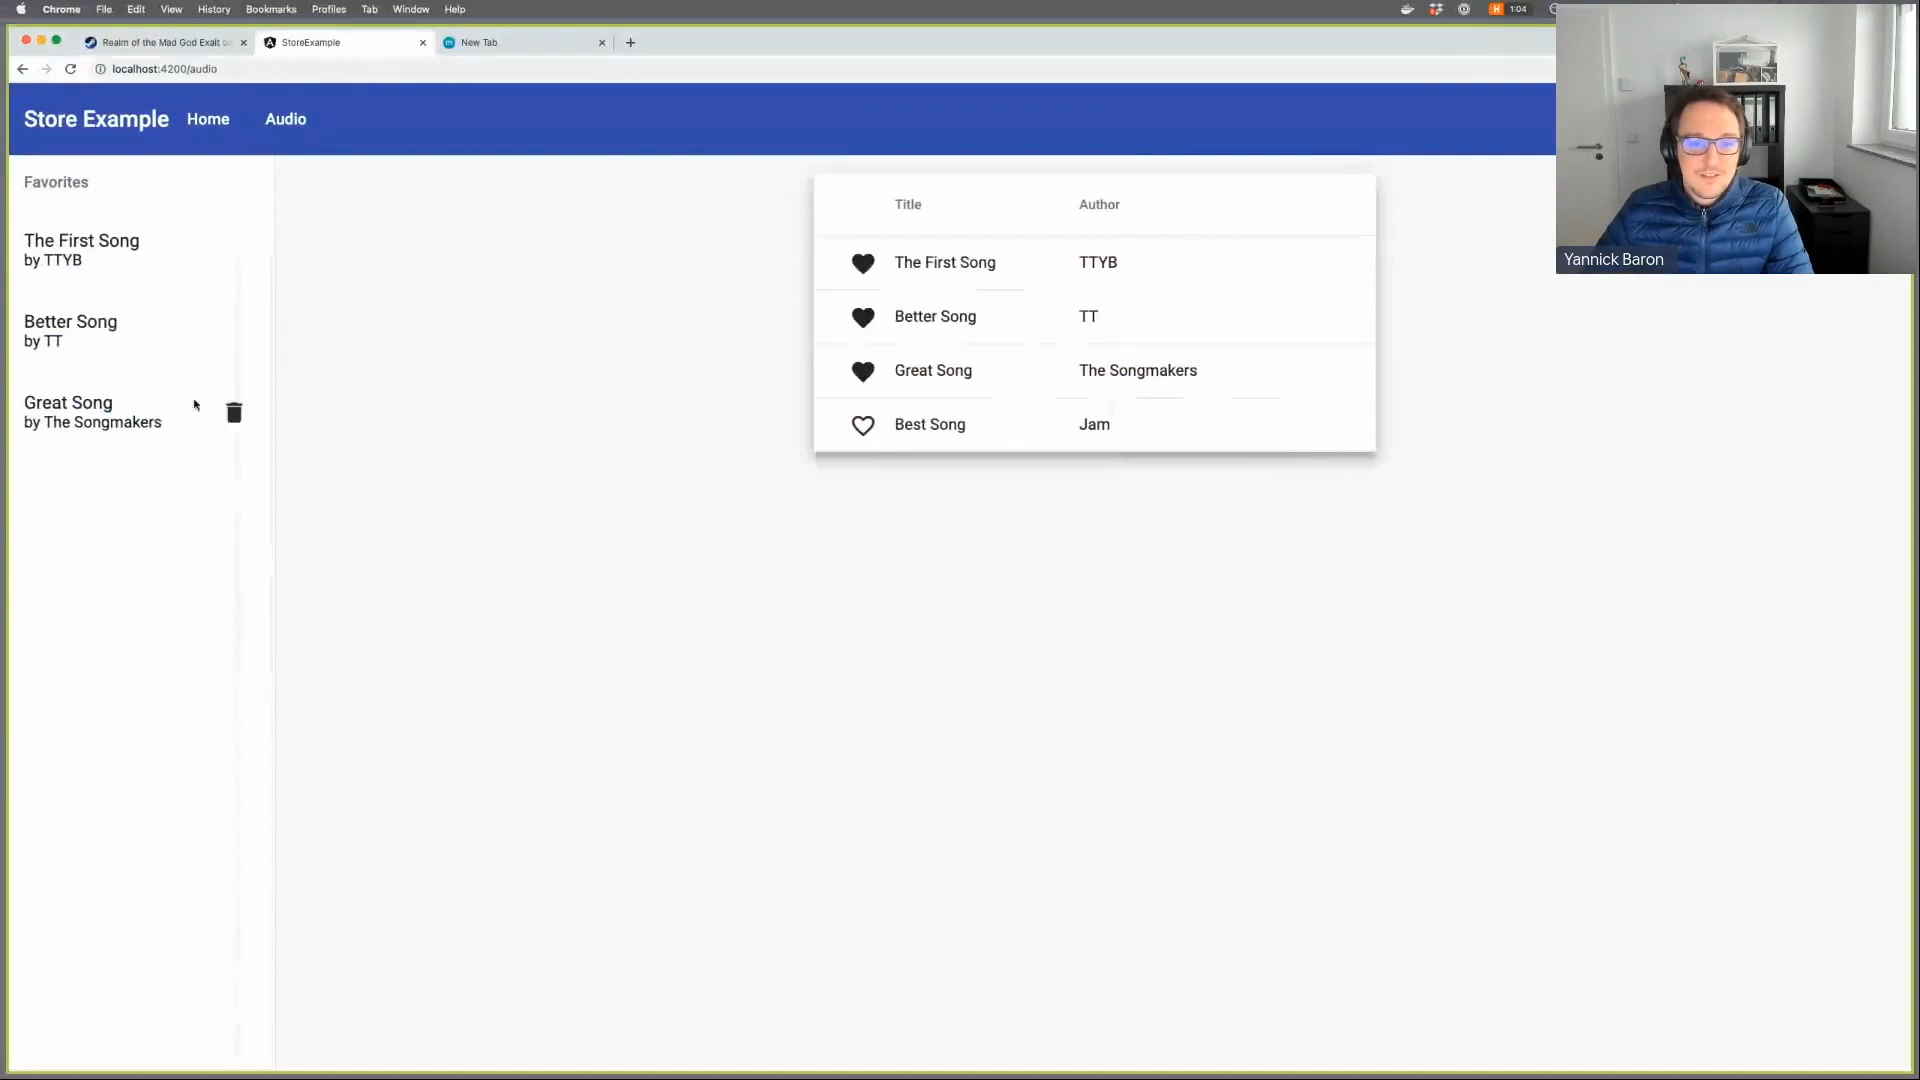 Chrome File Edit View History Bookmarks Profiles Tab Window Help
H 1:04
Realm of the Mad God Exalt
StoreExample
New Tab
localhost:4200/audio
Store Example Home Audio
Favorites
The First Song
by TTYB
Better Song
by TT
Great Song
by The Songmakers
Title Author
The First Song TTYB
Better Song TT
Great Song The Songmakers
Best Song Jam
Yannick Baron